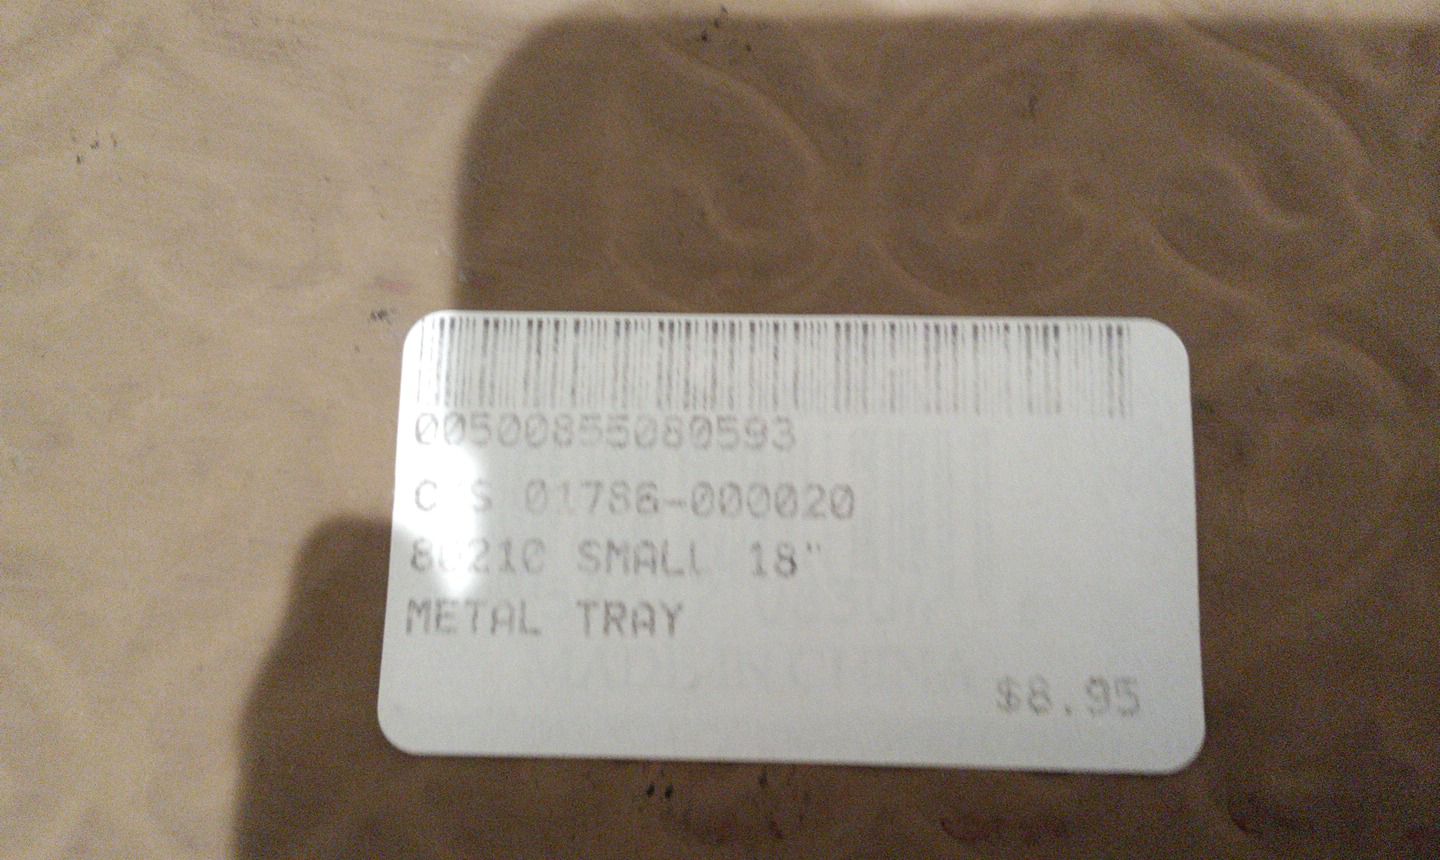 00500855080593
01786-000020
SMALL 18"
METAL TRAY
$8.95